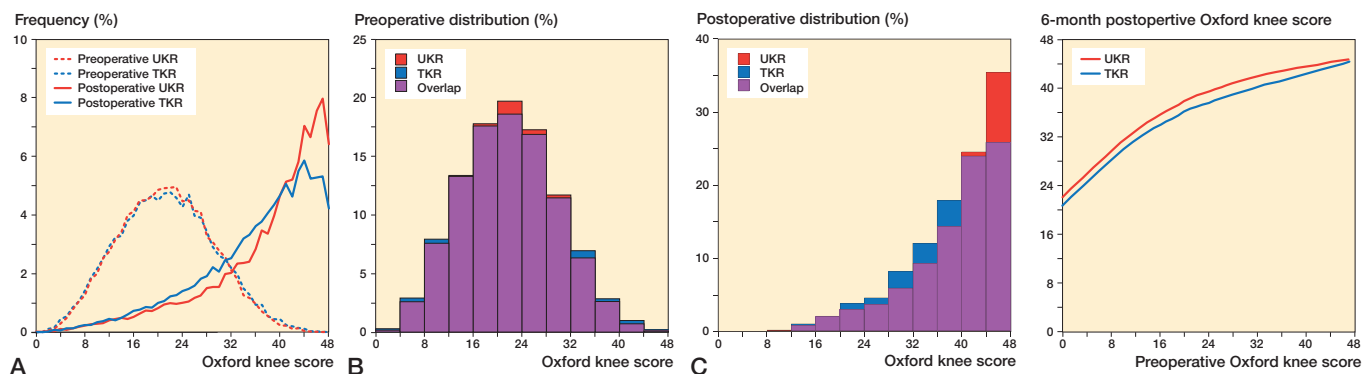 Frequency (%)
10
8
6
4
2
0
Preoperative UKR
Preoperative TKR
Postoperative UKR
Postoperative TKR
0 8 16 24 32 40 48
A
Oxford knee score
Preoperative distribution (%)
25
20
15
10
5
0
UKR
TKR
Overlap
0 8 16 24 32 40 48
B
Oxford knee score
Postoperative distribution (%)
40
30
20
10
0
UKR
TKR
Overlap
0 8 16 24 32 40 48
C
Oxford knee score
6-month postopertive Oxford knee score
48
40
32
24
16
8
0
UKR
TKR
0 8 16 24 32 40 48
Preoperative Oxford knee score